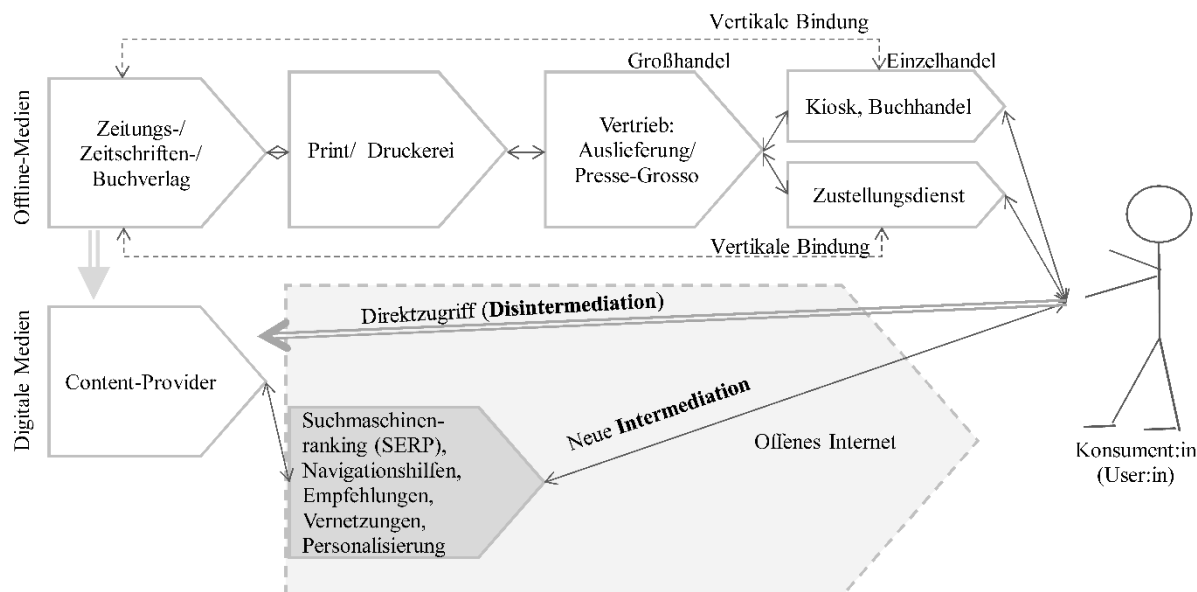 Vertikale Bindung
Großhandel
Einzelhandel
Offline-Medien
Zeitungs-/
Zeitschriften-/
Buchverlag
Print/ Druckerei
Vertrieb:
Auslieferung/
Presse-Grosso
Kiosk, Buchhandel
Zustellungsdienst
Vertikale Bindung
Digitale Medien
Content-Provider
Direktzugriff (Disintermediation)
Neue Intermediation
Suchmaschinen-
ranking (SERP),
Navigationshilfen,
Empfehlungen,
Vernetzungen,
Personalisierung
Offenes Internet
Konsument:in
(User:in)